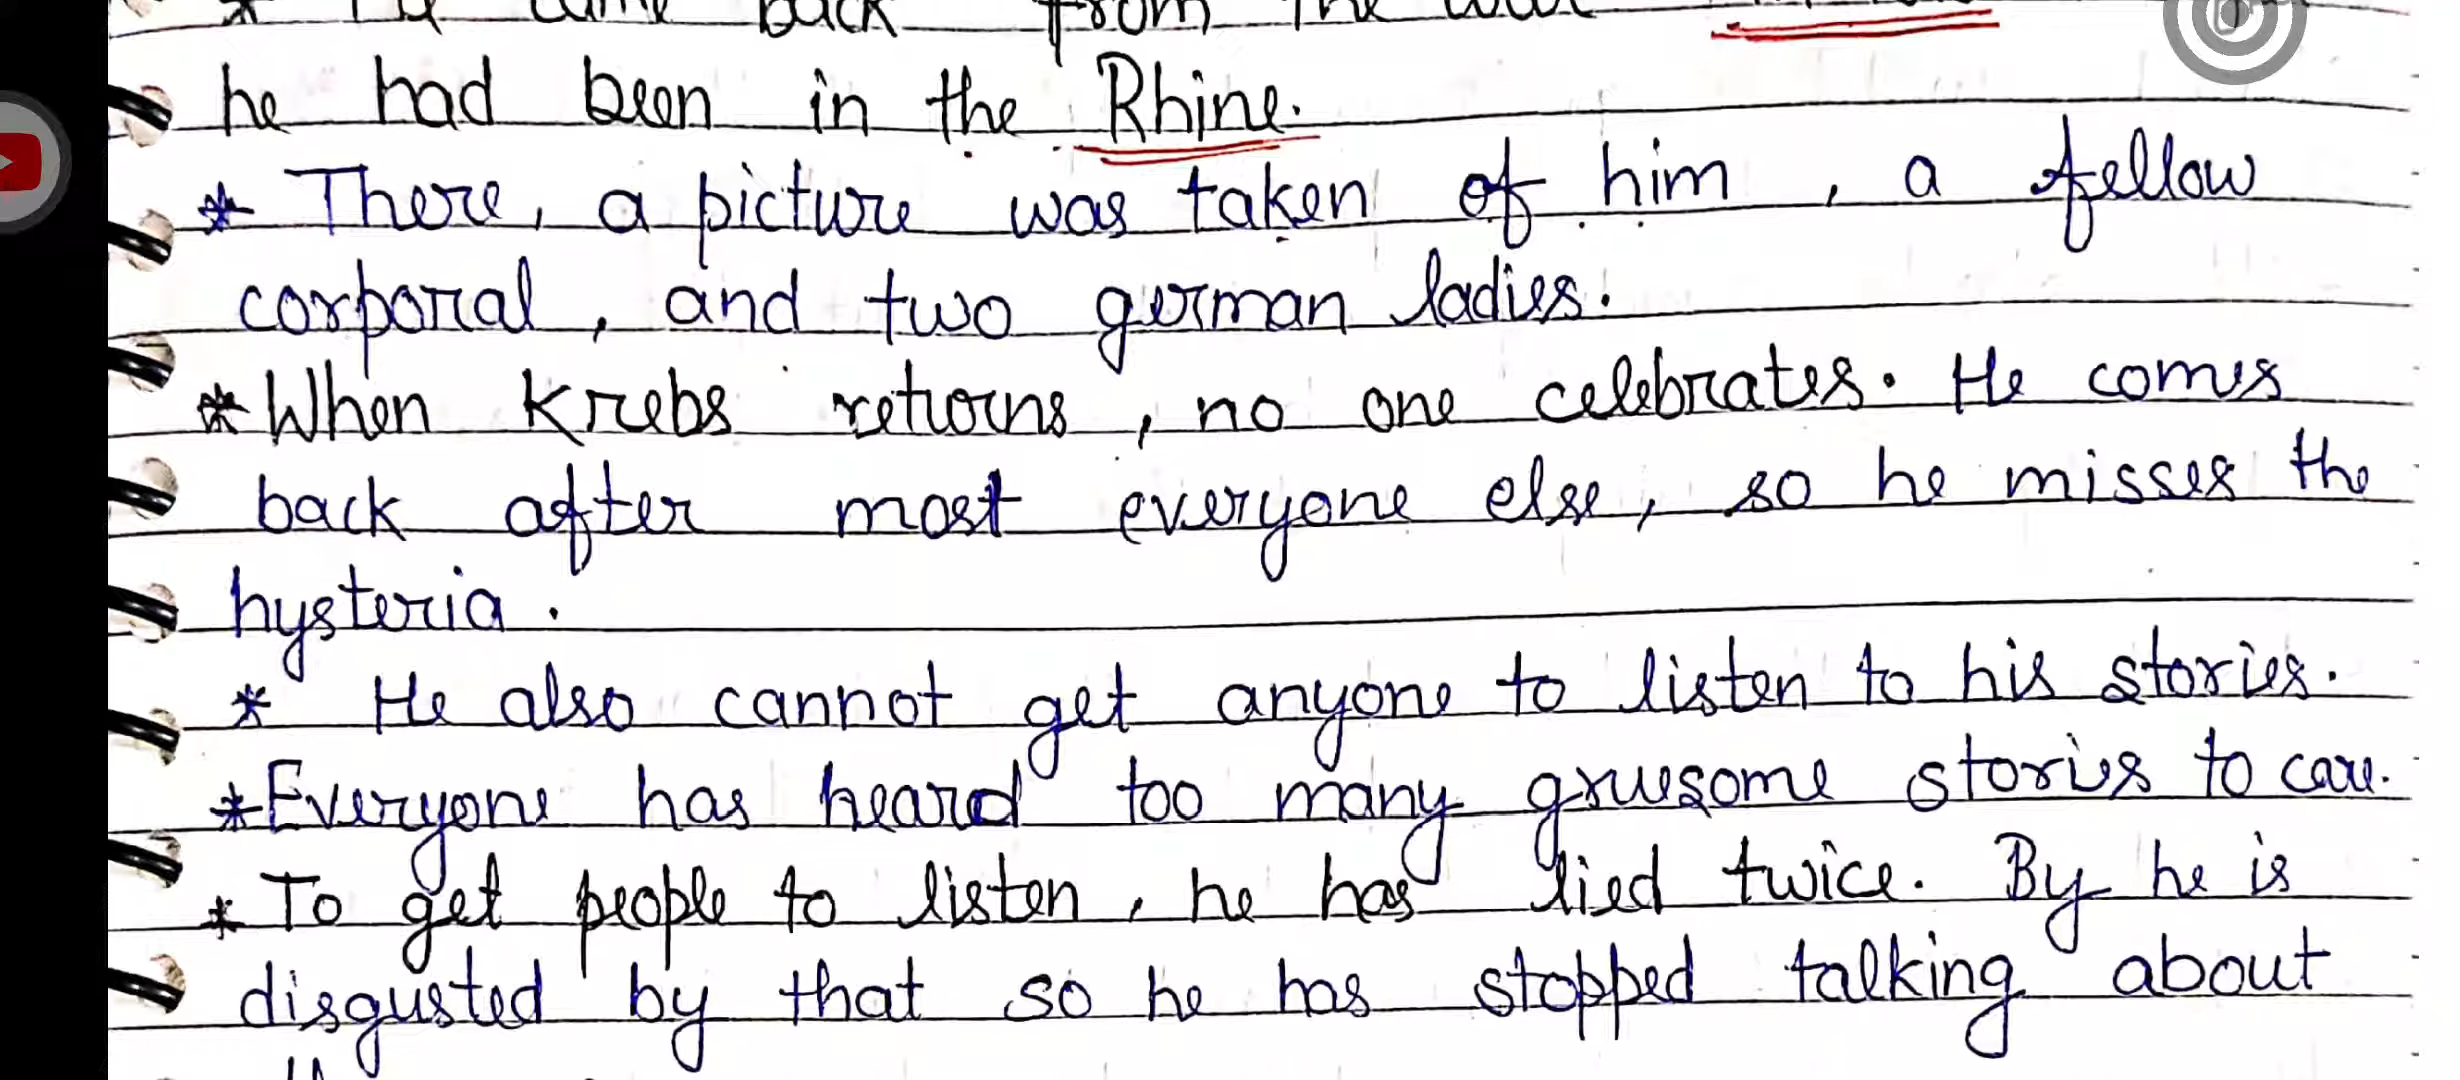 * came back from the
he had been in the Rhine.
* There, a picture was taken of him, a fellow
corporal, and two german ladies.
* When Krebs returns, no one celebrates. He comes
back after most everyone else, so he misses the
hysteria.
* He also cannot get anyone to listen to his stories.
* Everyone has heard too many gruesome stories to care.
* To get people to listen, he has lied twice. By he is
disgusted by that so he has stopped talking about